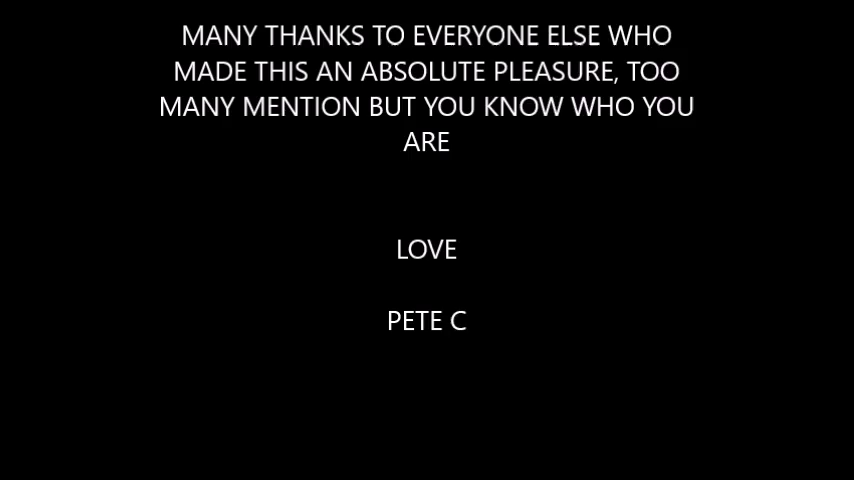 MANY THANKS TO EVERYONE ELSE WHO
MADE THIS AN ABSOLUTE PLEASURE, TOO
MANY MENTION BUT YOU KNOW WHO YOU
ARE
LOVE
PETE C